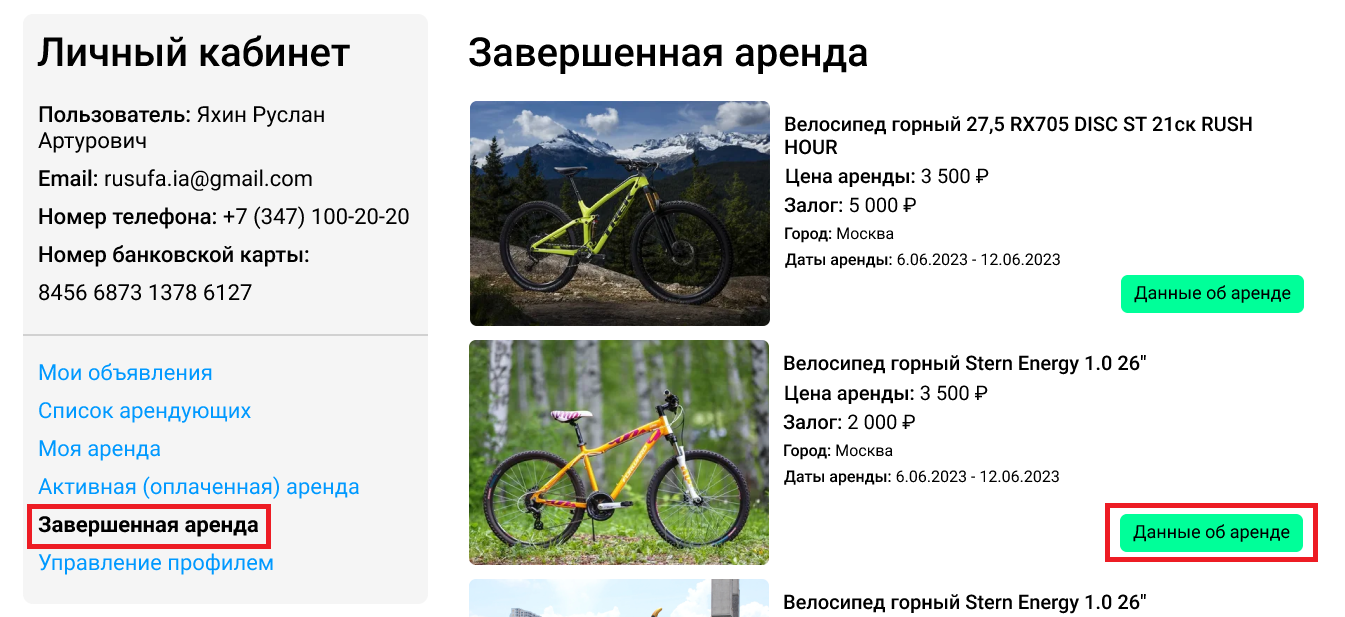 Личный кабинет
Пользователь: Яхин Руслан
Артурович
Email: rusufa.ia@gmail.com
Номер телефона: +7 (347) 100-20-20
Номер банковской карты:
8456 6873 1378 6127
Мои объявления
Список арендующих
Моя аренда
Активная (оплаченная) аренда
Завершенная аренда
Управление профилем
Завершенная аренда
TREK
Велосипед горный 27,5 RX705 DISC ST 21ск RUSH
HOUR
Цена аренды: 3 500 ₽
Залог: 5 000 ₽
Город: Москва
Даты аренды: 6.06.2023 - 12.06.2023
Данные об аренде
Велосипед горный Stern Energy 1.0 26"
Цена аренды: 3 500 ₽
Залог: 2 000 ₽
Город: Москва
Даты аренды: 6.06.2023 - 12.06.2023
Данные об аренде
Велосипед горный Stern Energy 1.0 26"